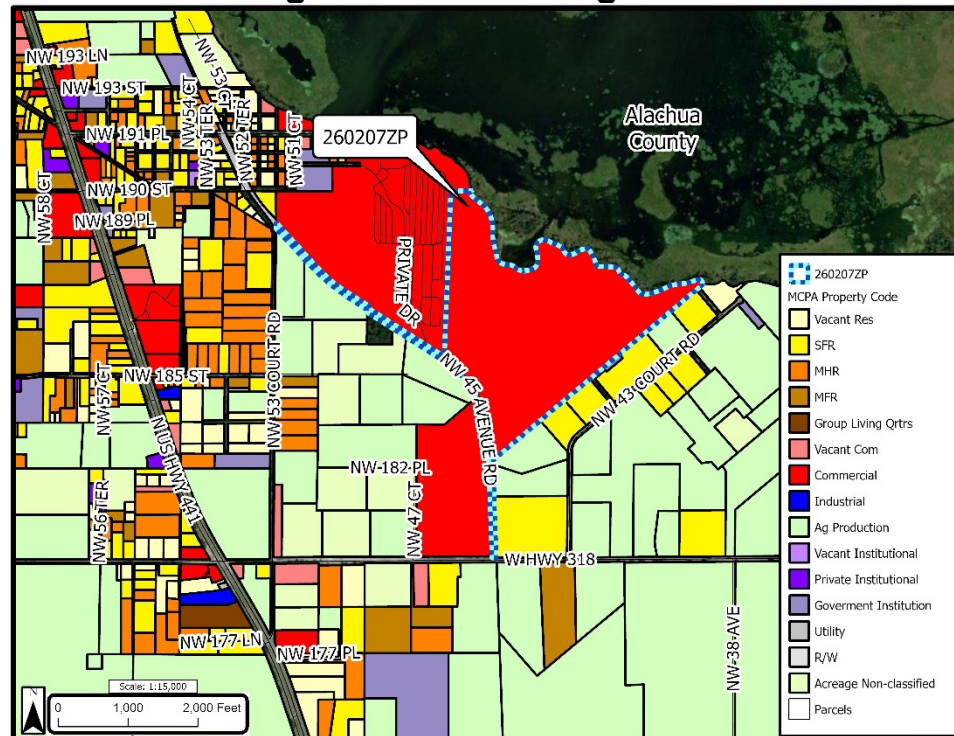 NW 193 LN
NW 193 ST
NW 191 PL
NW 190 ST
NW 189 PL
NW 58 CT
NW 54 CT
NW 53 TER
NW 52 TER
NW 51 CT
260207ZP
Alachua
County
PRIVATE DR
NW 53 COURT RD
NW 45 AVENUE RD
NW 43 COURT RD
NW 185 ST
NW 57 CT
N US HWY 441
NW 182 PL
NW 47 CT
NW 56 TER
W HWY 318
NW 177 LN
NW 177 PL
NW 38 AVE
260207ZP
MCPA Property Code
Vacant Res
SFR
MHR
MFR
Group Living Qrtrs
Vacant Com
Commercial
Industrial
Ag Production
Vacant Institutional
Private Institutional
Goverment Institution
Utility
R/W
Acreage Non-classified
Parcels
N
Scale: 1:15,000
0 1,000 2,000 Feet